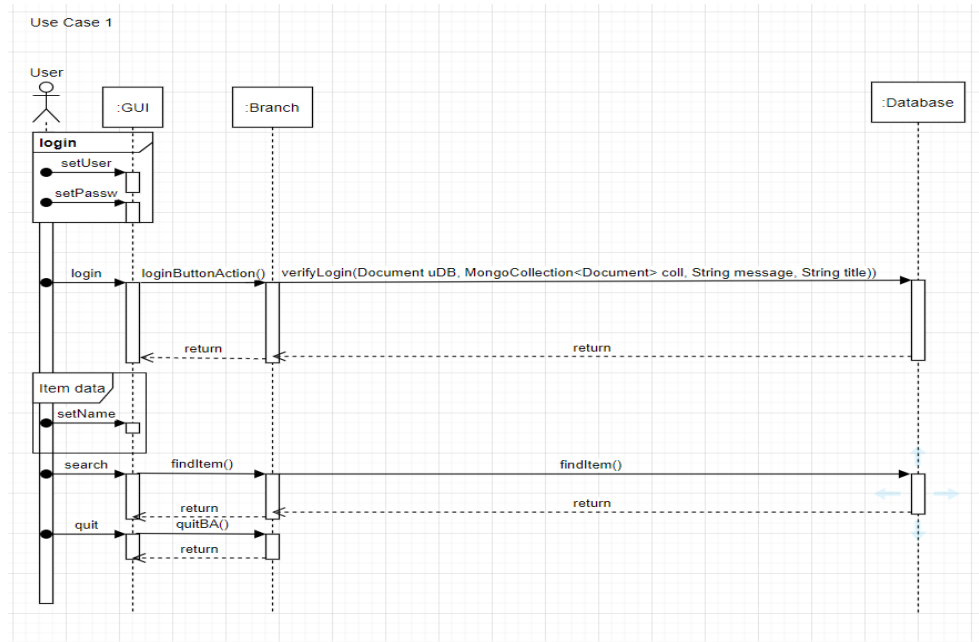 Use Case 1
User
:GUI
:Branch
:Database
login
setUser
setPassw
login
loginButtonAction()
verifyLogin(Document uDB, MongoCollection<Document> coll, String message, String title))
return
return
Item data
setName
search
findItem()
findItem()
return
return
quit
quitBA()
return